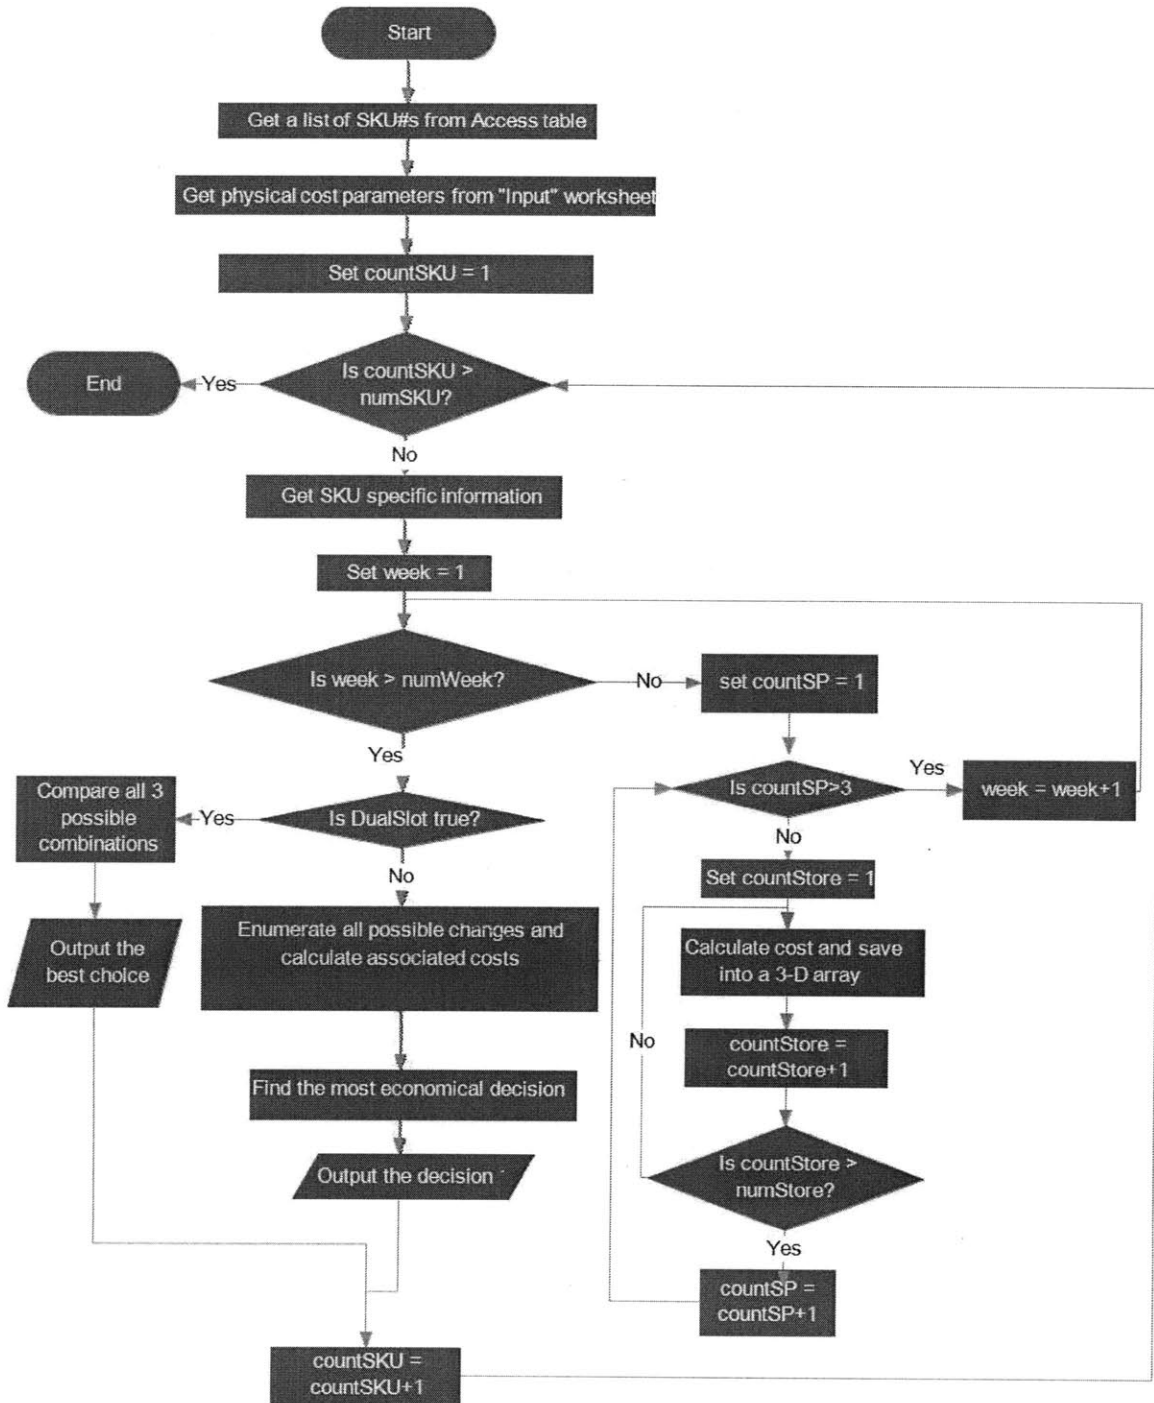 Start
Get a list of SKU#s from Access table
Get physical cost parameters from "Input" worksheet
Set countSKU = 1
Is countSKU >
numSKU?
Yes
End
No
Get SKU specific information
Set week = 1
Is week > numWeek?
No
set countSP = 1
Yes
Is countSP>3
Yes
week = week+1
Is DualSlot true?
Yes
Compare all 3
possible
combinations
No
No
Set countStore = 1
Output the
best choice
Enumerate all possible changes and
calculate associated costs
Calculate cost and save
into a 3-D array
No
countStore =
countStore+1
Find the most economical decision
Output the decision
Is countStore >
numStore?
Yes
countSP =
countSP+1
countSKU =
countSKU+1